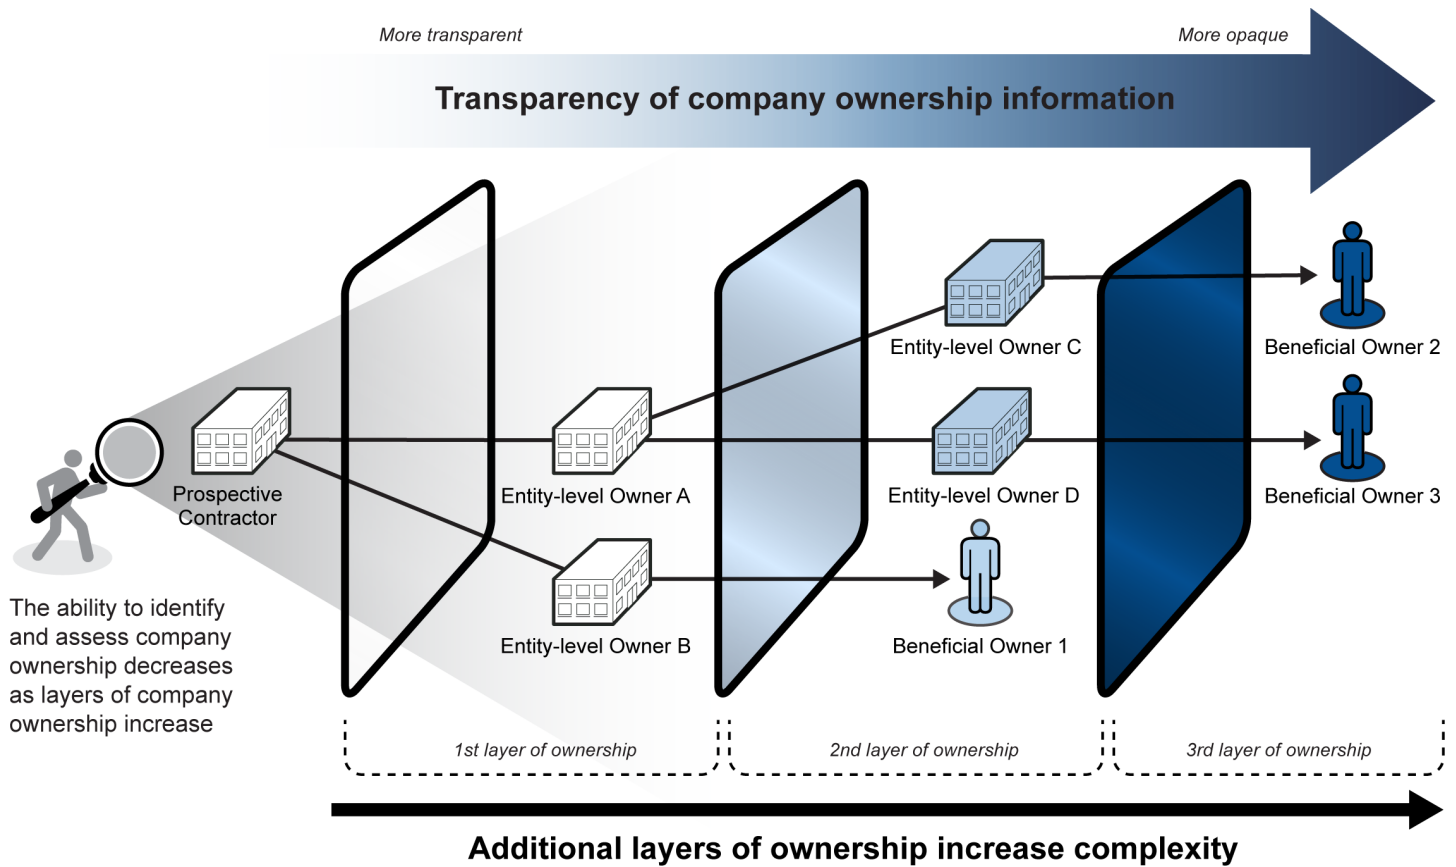 More transparent
More opaque
Transparency of company ownership information
Entity-level Owner C
Beneficial Owner 2
Prospective
Contractor
Entity-level Owner A
Entity-level Owner D
Beneficial Owner 3
The ability to identify
and assess company
ownership decreases
as layers of company
ownership increase
Entity-level Owner B
Beneficial Owner 1
1st layer of ownership
2nd layer of ownership
3rd layer of ownership
Additional layers of ownership increase complexity